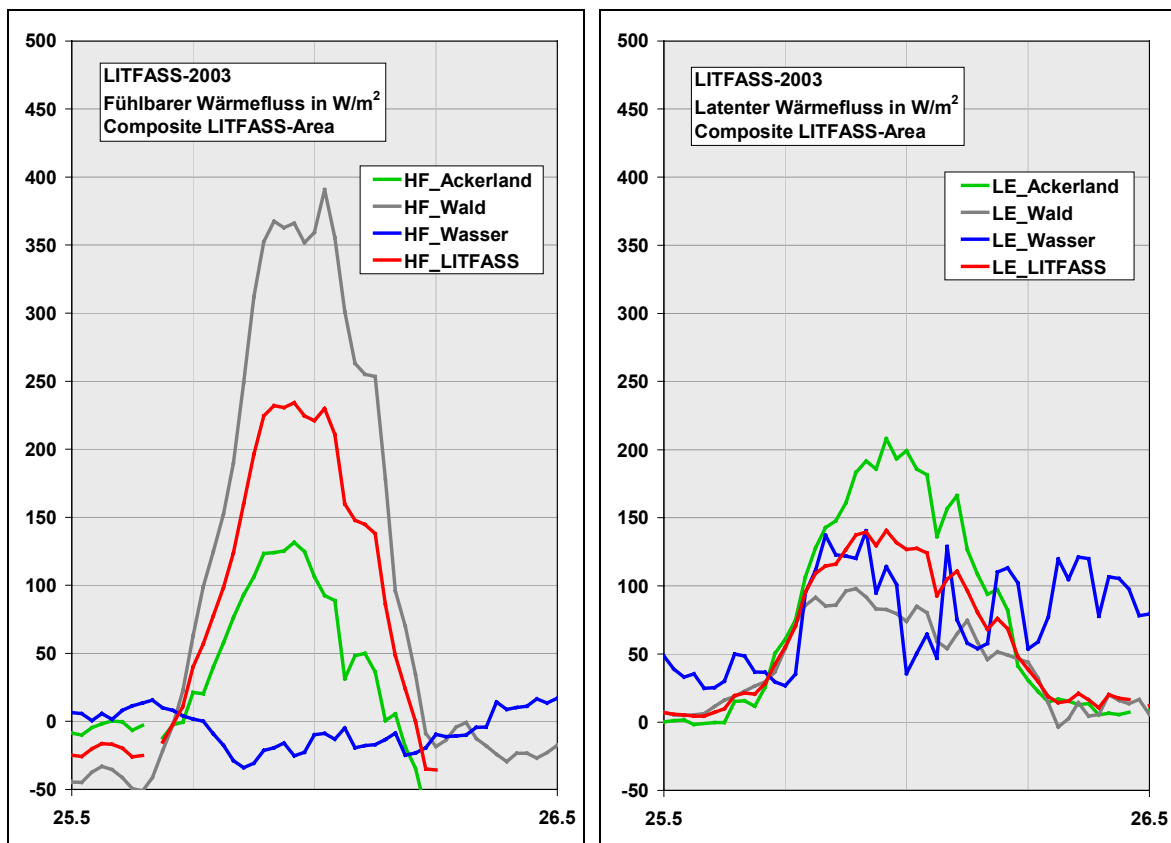 500
450
400
350
300
250
200
150
100
50
0
-50
25.5
26.5
LITFASS-2003
Fühlbarer Wärmefluss in W/m²
Composite LITFASS-Area
HF_Ackerland
HF_Wald
HF_Wasser
HF_LITFASS
500
450
400
350
300
250
200
150
100
50
0
-50
25.5
26.5
LITFASS-2003
Latenter Wärmefluss in W/m²
Composite LITFASS-Area
LE_Ackerland
LE_Wald
LE_Wasser
LE_LITFASS